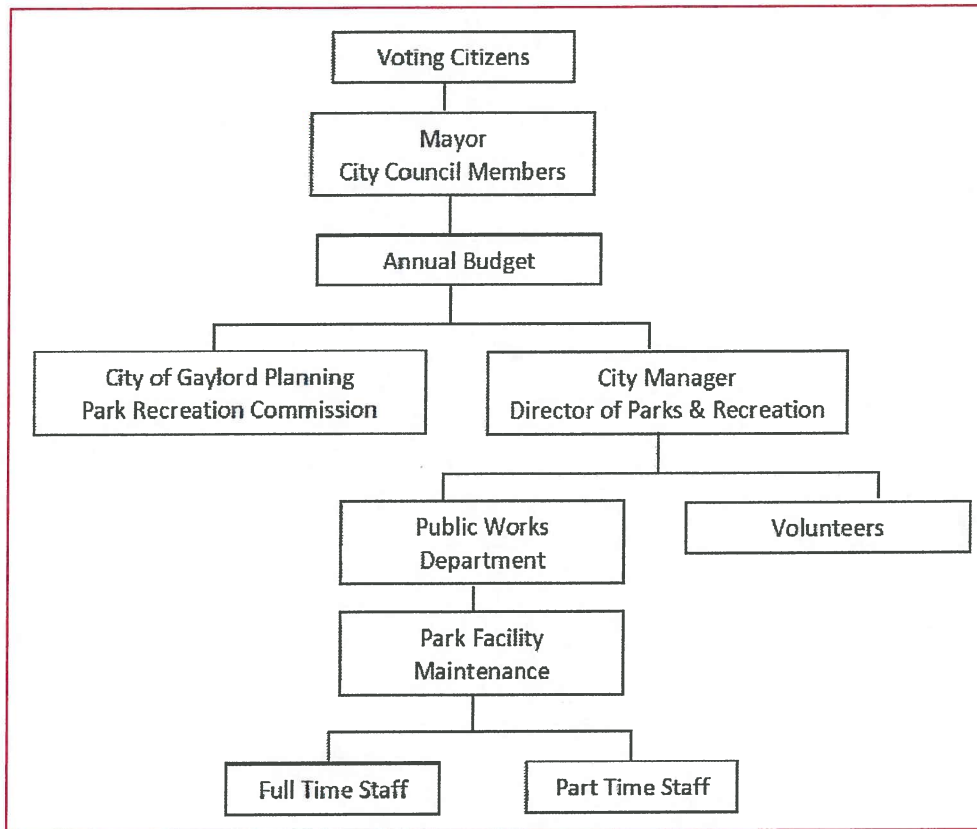 Voting Citizens
Mayor
City Council Members
Annual Budget
City of Gaylord Planning
Park Recreation Commission
City Manager
Director of Parks & Recreation
Public Works
Department
Volunteers
Park Facility
Maintenance
Full Time Staff
Part Time Staff